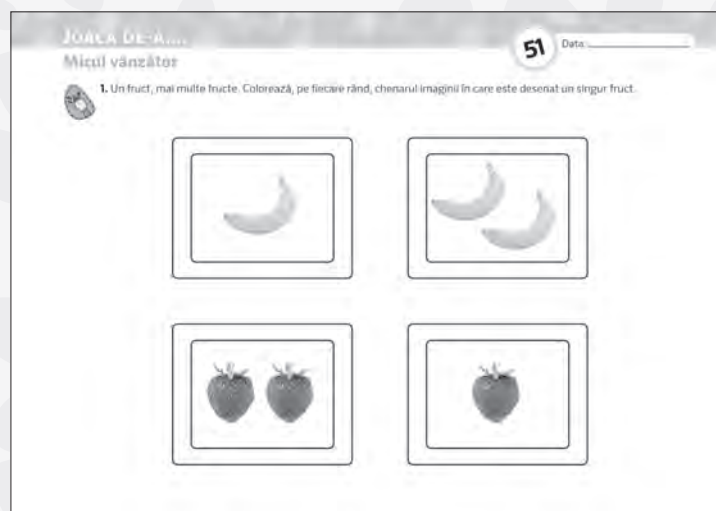 JOACĂ DE-A....
Micul vânzător
51
Data:
1. Un fruct, mai multe fructe. Colorează, pe fiecare rând, chenarul imaginii în care este desenat un singur fruct.